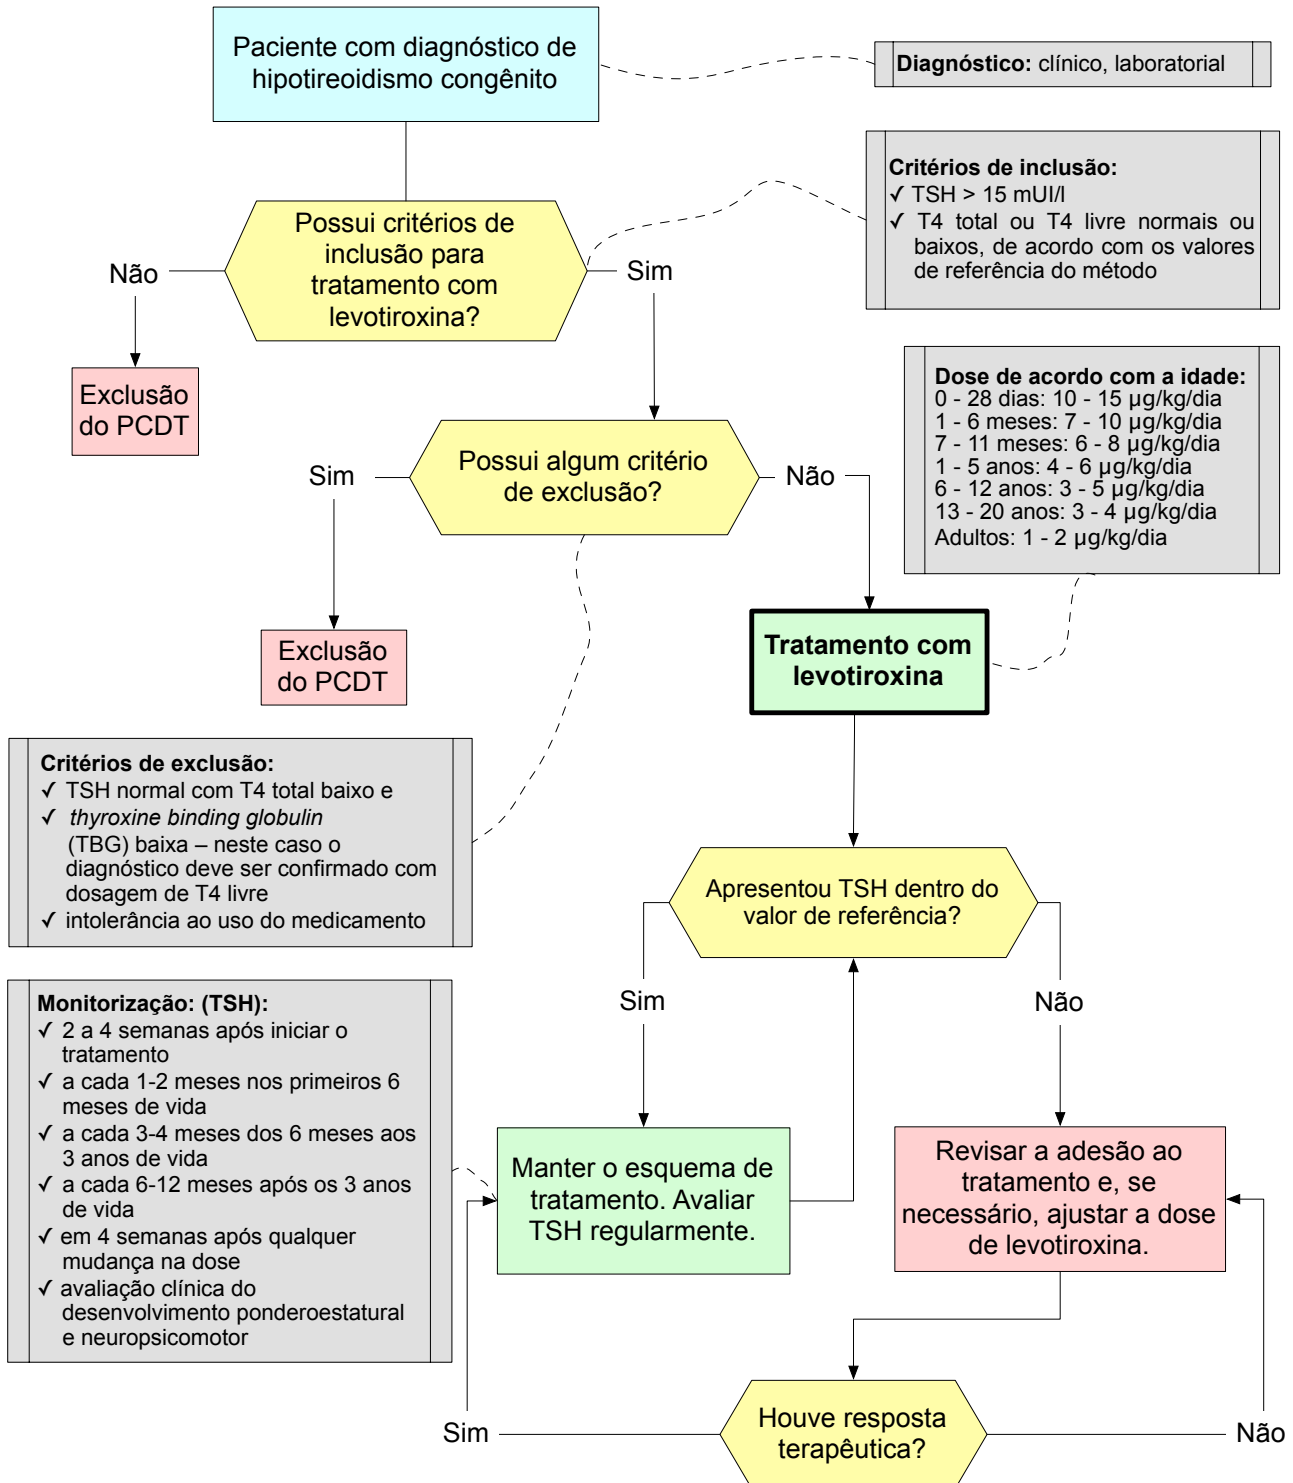 Paciente com diagnóstico de
hipotireoidismo congênito
Diagnóstico: clínico, laboratorial
Critérios de inclusão:
✓ TSH > 15 mUI/l
✓ T4 total ou T4 livre normais ou
baixos, de acordo com os valores
de referência do método
Possui critérios de
inclusão para
tratamento com
levotiroxina?
Não
Sim
Exclusão
do PCDT
Dose de acordo com a idade:
0 - 28 dias: 10 - 15 µg/kg/dia
1 - 6 meses: 7 - 10 µg/kg/dia
7 - 11 meses: 6 - 8 µg/kg/dia
1 - 5 anos: 4 - 6 µg/kg/dia
6 - 12 anos: 3 - 5 µg/kg/dia
13 - 20 anos: 3 - 4 µg/kg/dia
Adultos: 1 - 2 µg/kg/dia
Possui algum critério
de exclusão?
Sim
Não
Exclusão
do PCDT
Tratamento com
levotiroxina
Critérios de exclusão:
✓ TSH normal com T4 total baixo e
✓ thyroxine binding globulin
(TBG) baixa – neste caso o
diagnóstico deve ser confirmado com
dosagem de T4 livre
✓ intolerância ao uso do medicamento
Apresentou TSH dentro do
valor de referência?
Sim
Não
Monitorização: (TSH):
✓ 2 a 4 semanas após iniciar o
tratamento
✓ a cada 1-2 meses nos primeiros 6
meses de vida
✓ a cada 3-4 meses dos 6 meses aos
3 anos de vida
✓ a cada 6-12 meses após os 3 anos
de vida
✓ em 4 semanas após qualquer
mudança na dose
✓ avaliação clínica do
desenvolvimento ponderoestatural
e neuropsicomotor
Manter o esquema de
tratamento. Avaliar
TSH regularmente.
Revisar a adesão ao
tratamento e, se
necessário, ajustar a dose
de levotiroxina.
Houve resposta
terapêutica?
Sim
Não